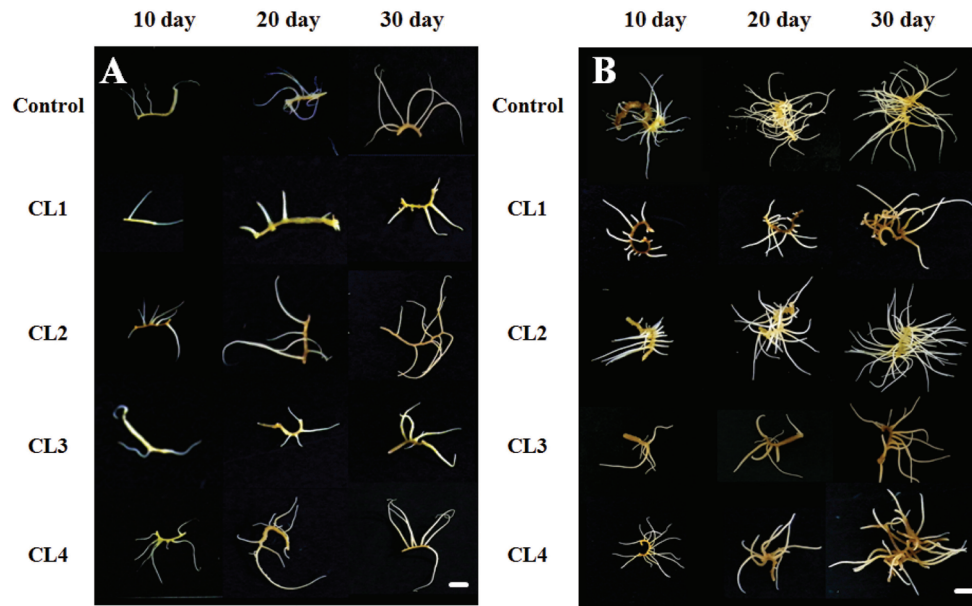 10 day 20 day 30 day 10 day 20 day 30 day
A B
Control Control
CL1 CL1
CL2 CL2
CL3 CL3
CL4 CL4